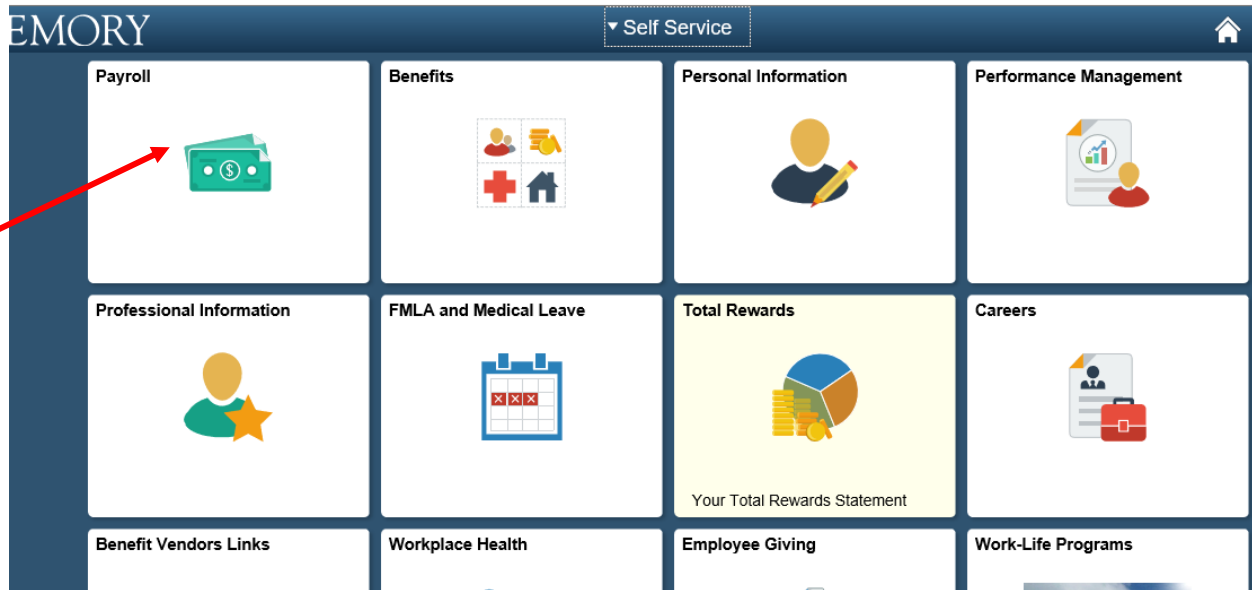 EMORY
Self Service
Payroll
Benefits
Personal Information
Performance Management
$
Professional Information
FMLA and Medical Leave
Total Rewards
Careers
Your Total Rewards Statement
Benefit Vendors Links
Workplace Health
Employee Giving
Work-Life Programs